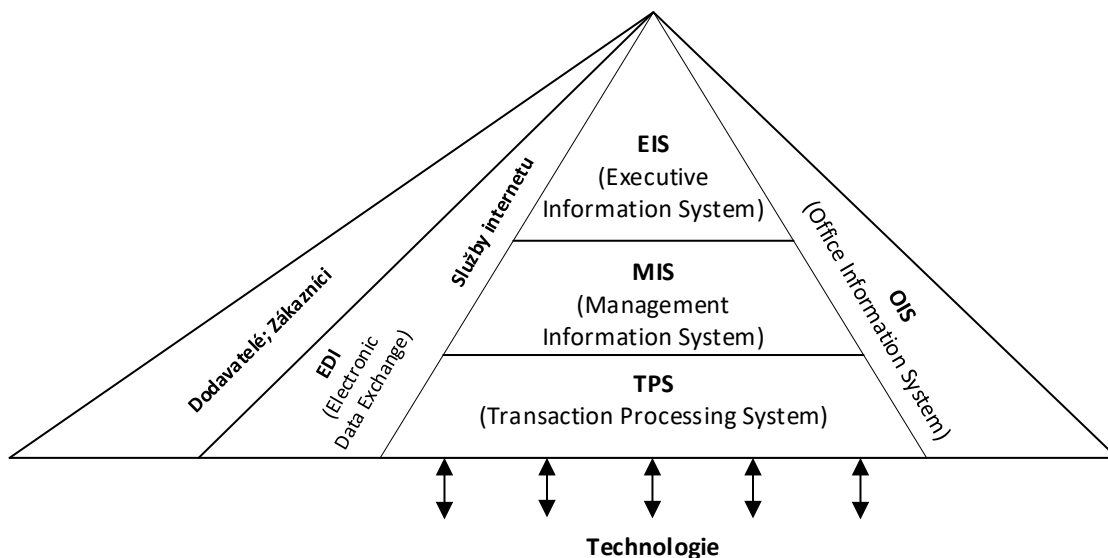 EIS
(Executive
Information System)
MIS
(Management
Information System)
TPS
(Transaction Processing System)
Dodavatelé; Zákazníci
EDI
(Electronic
Data Exchange)
Služby internetu
OIS
(Office Information System)
Technologie